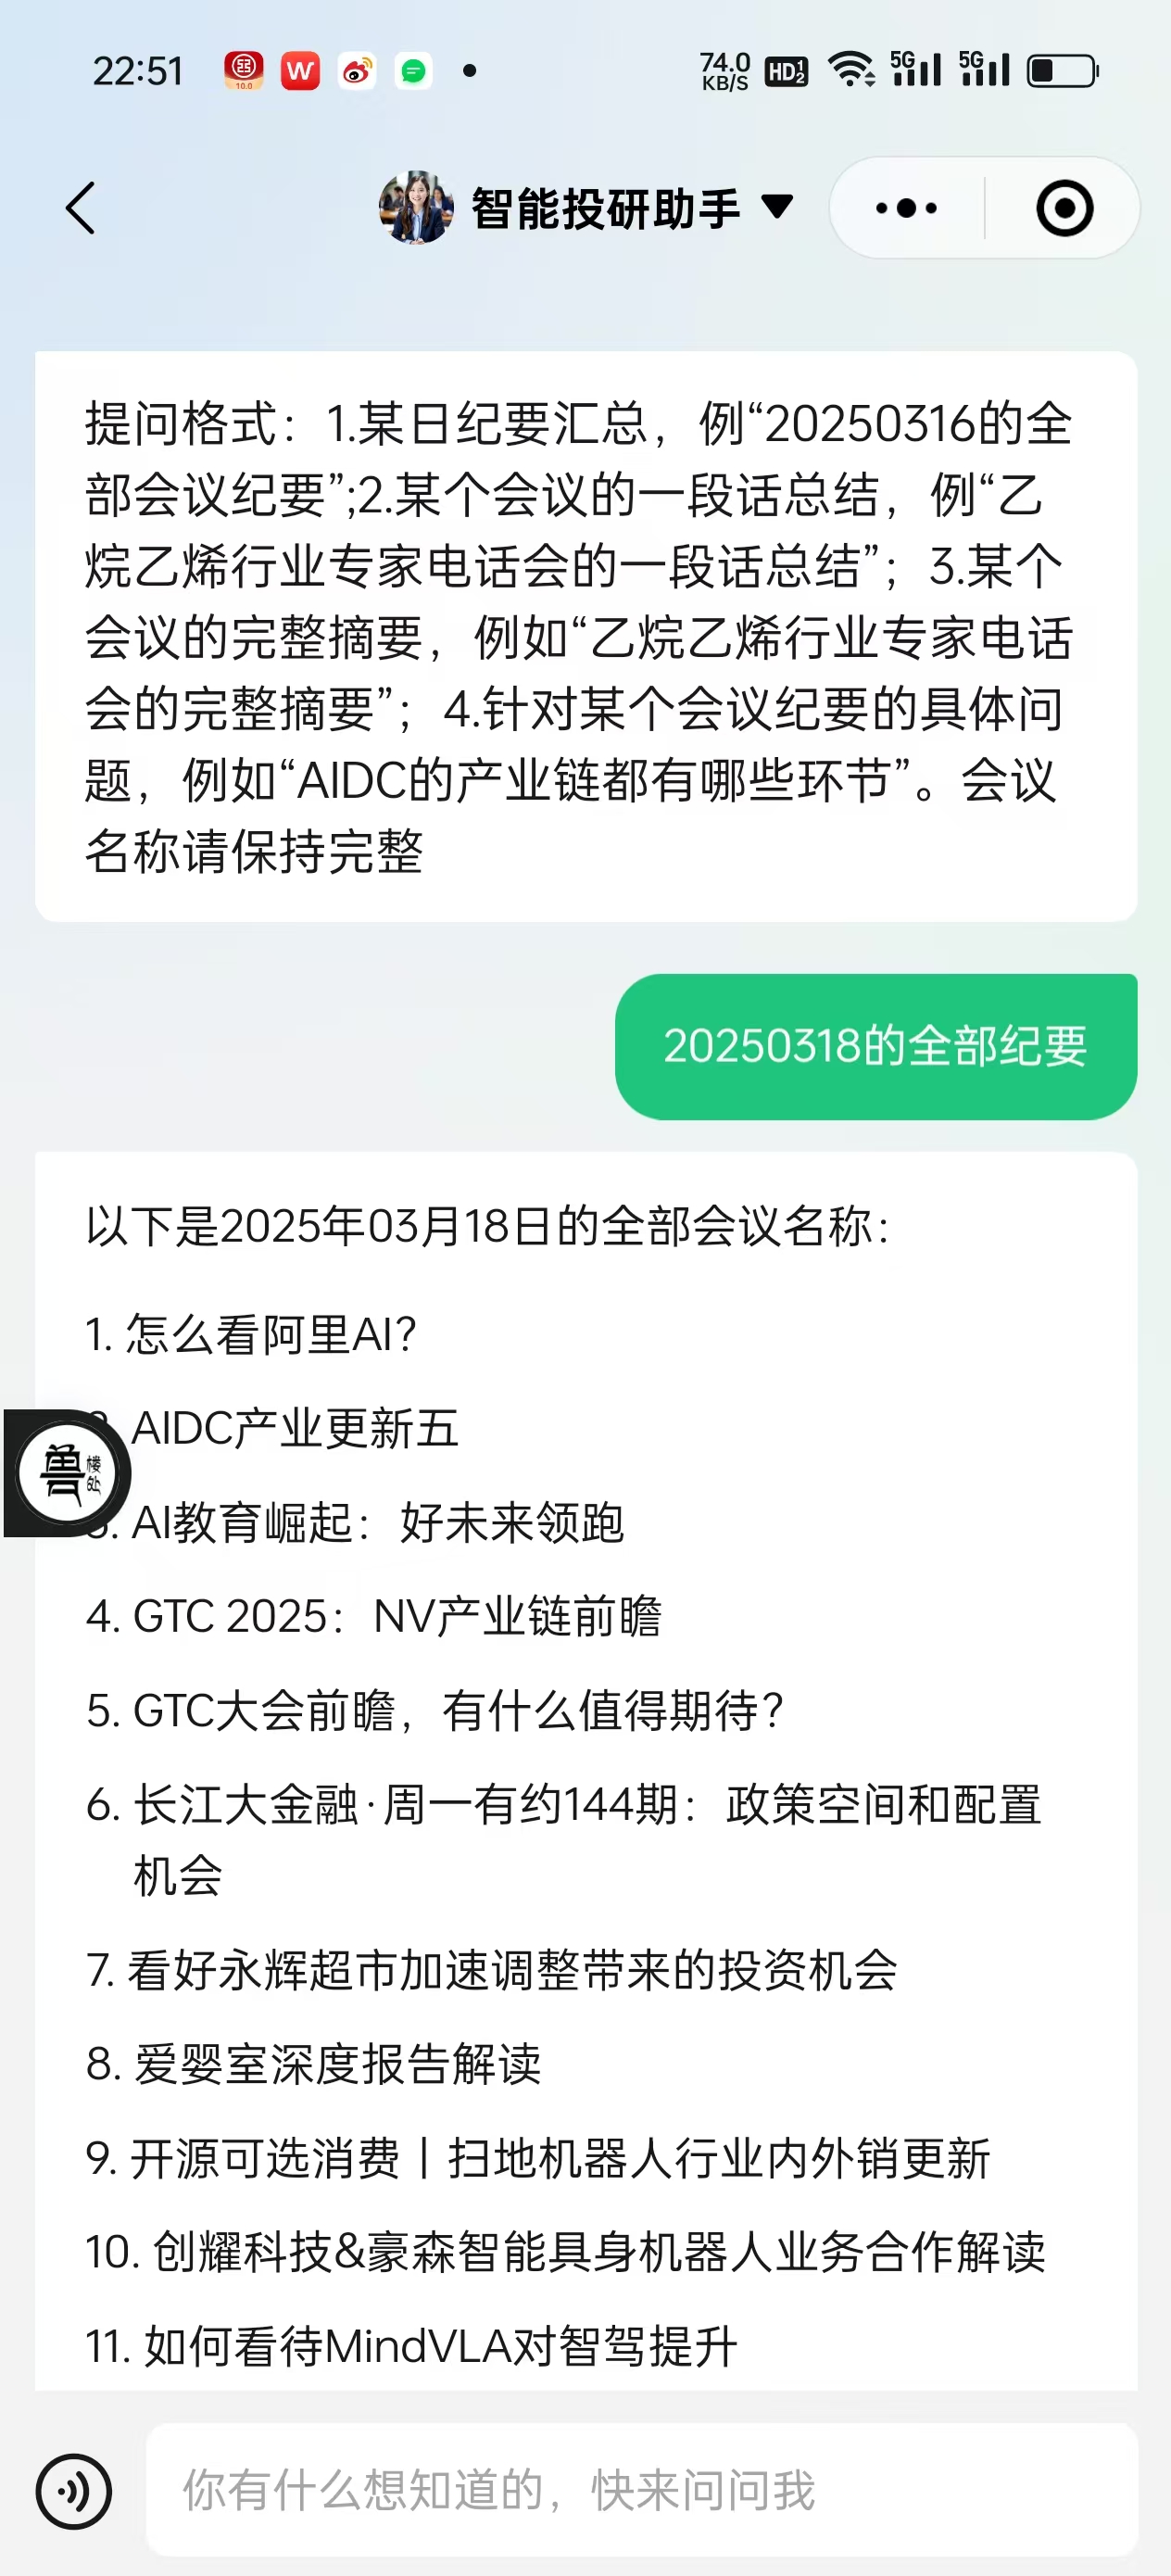 22:51
10.0
W
74.0
KB/S
HD 1 2
5G
5G
智能投研助手
提问格式：1.某日纪要汇总，例“20250316的全
部会议纪要”;2.某个会议的一段话总结，例“乙
烷乙烯行业专家电话会的一段话总结”；3.某个
会议的完整摘要，例如“乙烷乙烯行业专家电话
会的完整摘要”；4.针对某个会议纪要的具体问
题，例如“AIDC的产业链都有哪些环节”。会议
名称请保持完整
20250318的全部纪要
以下是2025年03月18日的全部会议名称：
1. 怎么看阿里AI？
AIDC产业更新五
兽
楼
处
3. AI教育崛起：好未来领跑
4. GTC 2025：NV产业链前瞻
5. GTC大会前瞻，有什么值得期待？
6. 长江大金融·周一有约144期：政策空间和配置
机会
7. 看好永辉超市加速调整带来的投资机会
8. 爱婴室深度报告解读
9. 开源可选消费丨扫地机器人行业内外销更新
10. 创耀科技&豪森智能具身机器人业务合作解读
11. 如何看待MindVLA对智驾提升
你有什么想知道的，快来问问我